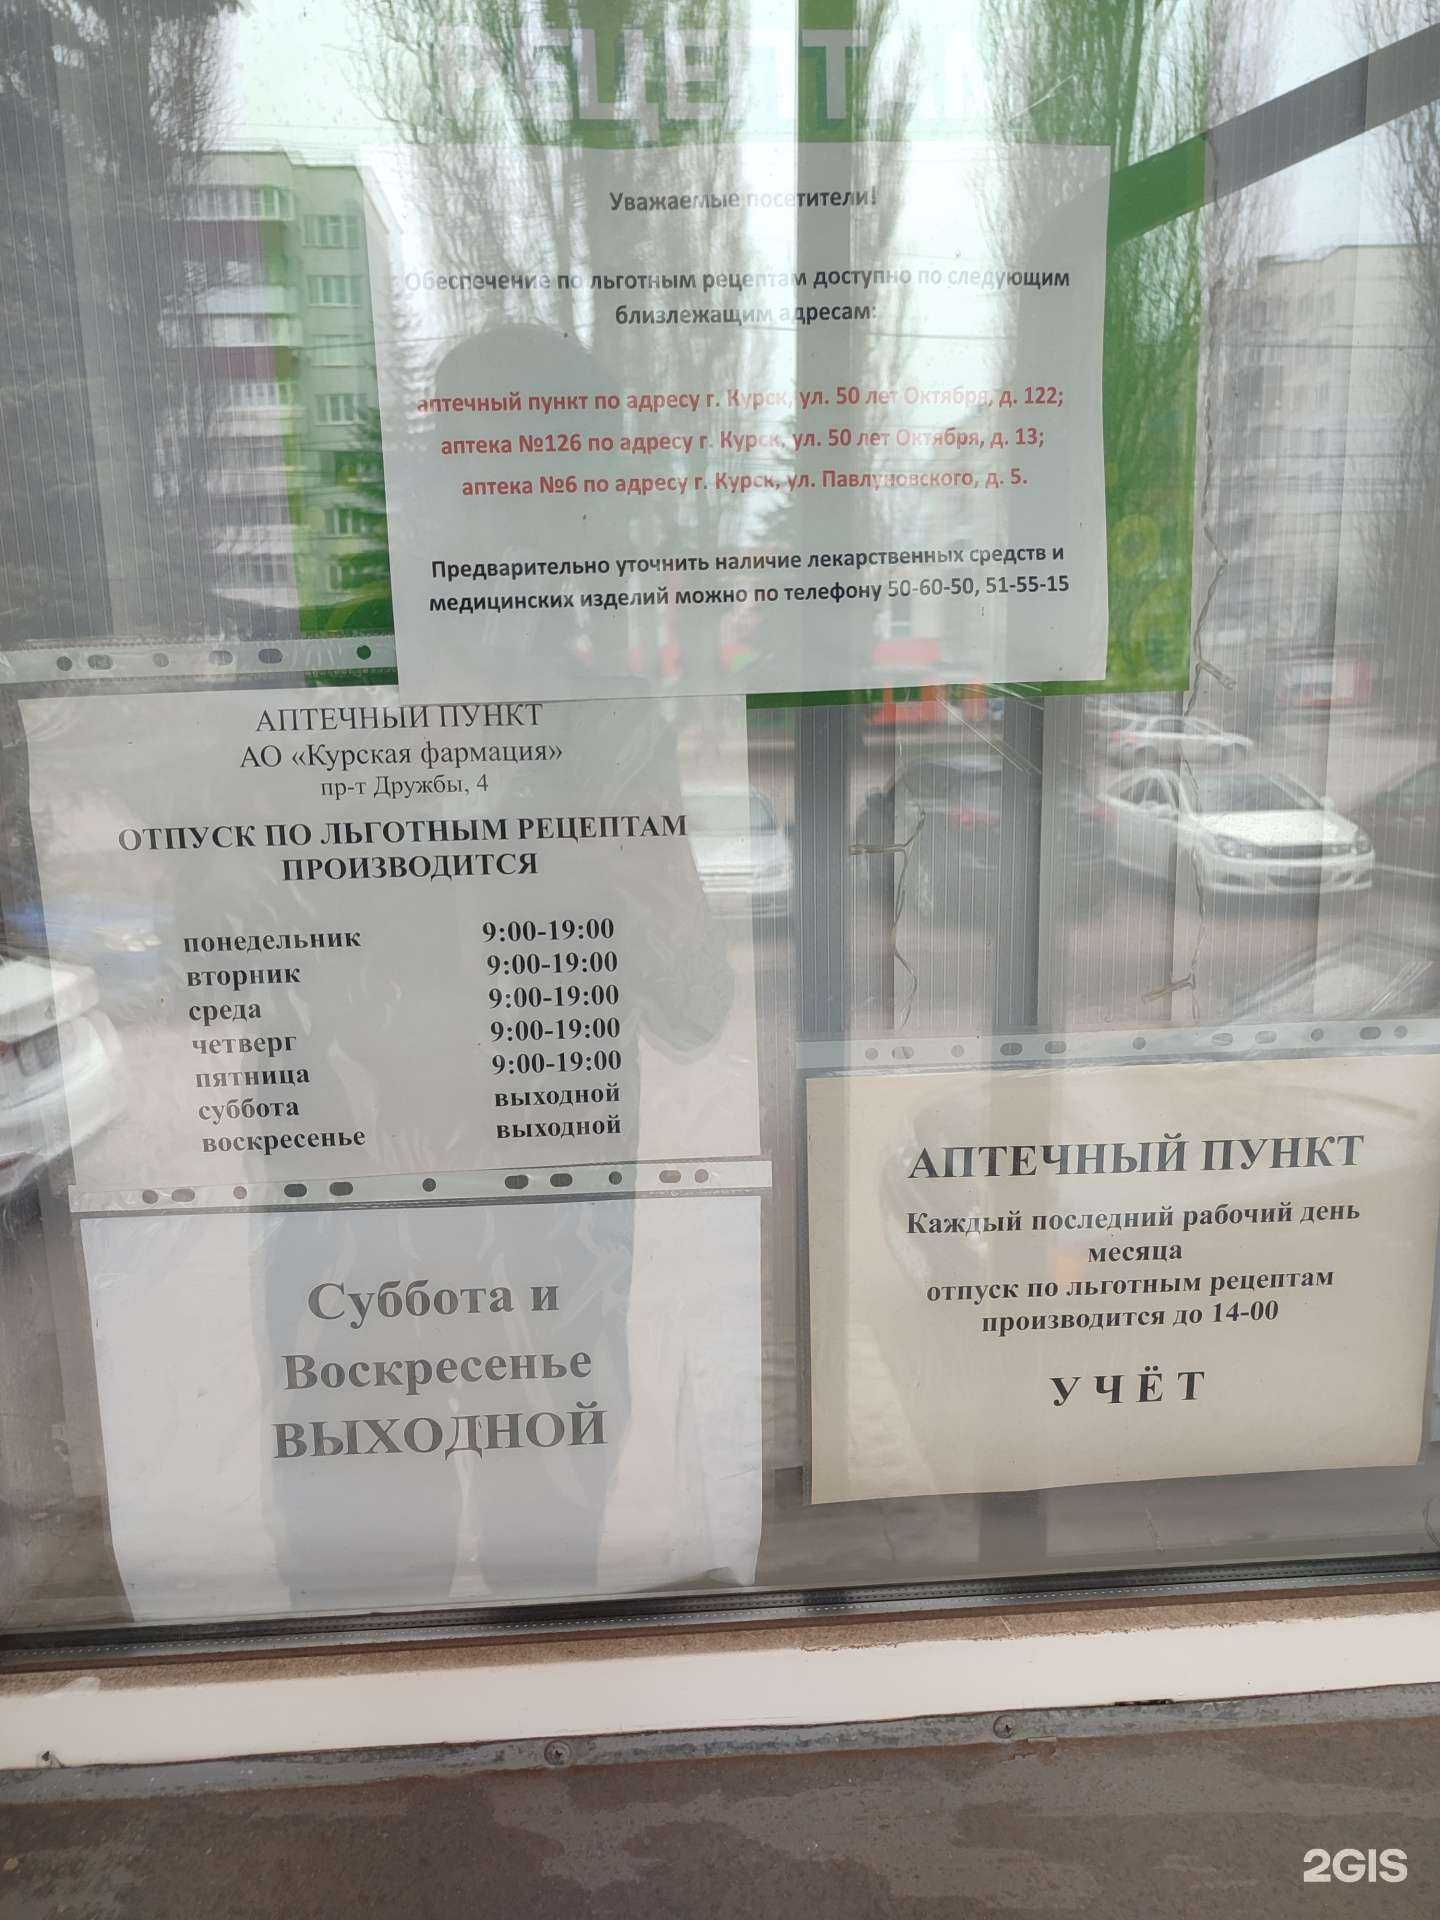 РЕЦЕПТАМ
Уважаемые посетители!
Обеспечение по льготным рецептам доступно по следующим
близлежащим адресам:
аптечный пункт по адресу г. Курск, ул. 50 лет Октября, д. 122;
аптека №126 по адресу г. Курск, ул. 50 лет Октября, д. 13;
аптека №6 по адресу г. Курск, ул. Павлуновского, д. 5.
Предварительно уточнить наличие лекарственных средств и
медицинских изделий можно по телефону 50-60-50, 51-55-15
АПТЕЧНЫЙ ПУНКТ
АО «Курская фармация»
пр-т Дружбы, 4
ОТПУСК ПО ЛЬГОТНЫМ РЕЦЕПТАМ
ПРОИЗВОДИТСЯ
понедельник 9:00-19:00
вторник 9:00-19:00
среда 9:00-19:00
четверг 9:00-19:00
пятница 9:00-19:00
суббота выходной
воскресенье выходной
Суббота и
Воскресенье
ВЫХОДНОЙ
АПТЕЧНЫЙ ПУНКТ
Каждый последний рабочий день
месяца
отпуск по льготным рецептам
производится до 14-00
У Ч Ё Т
2GIS